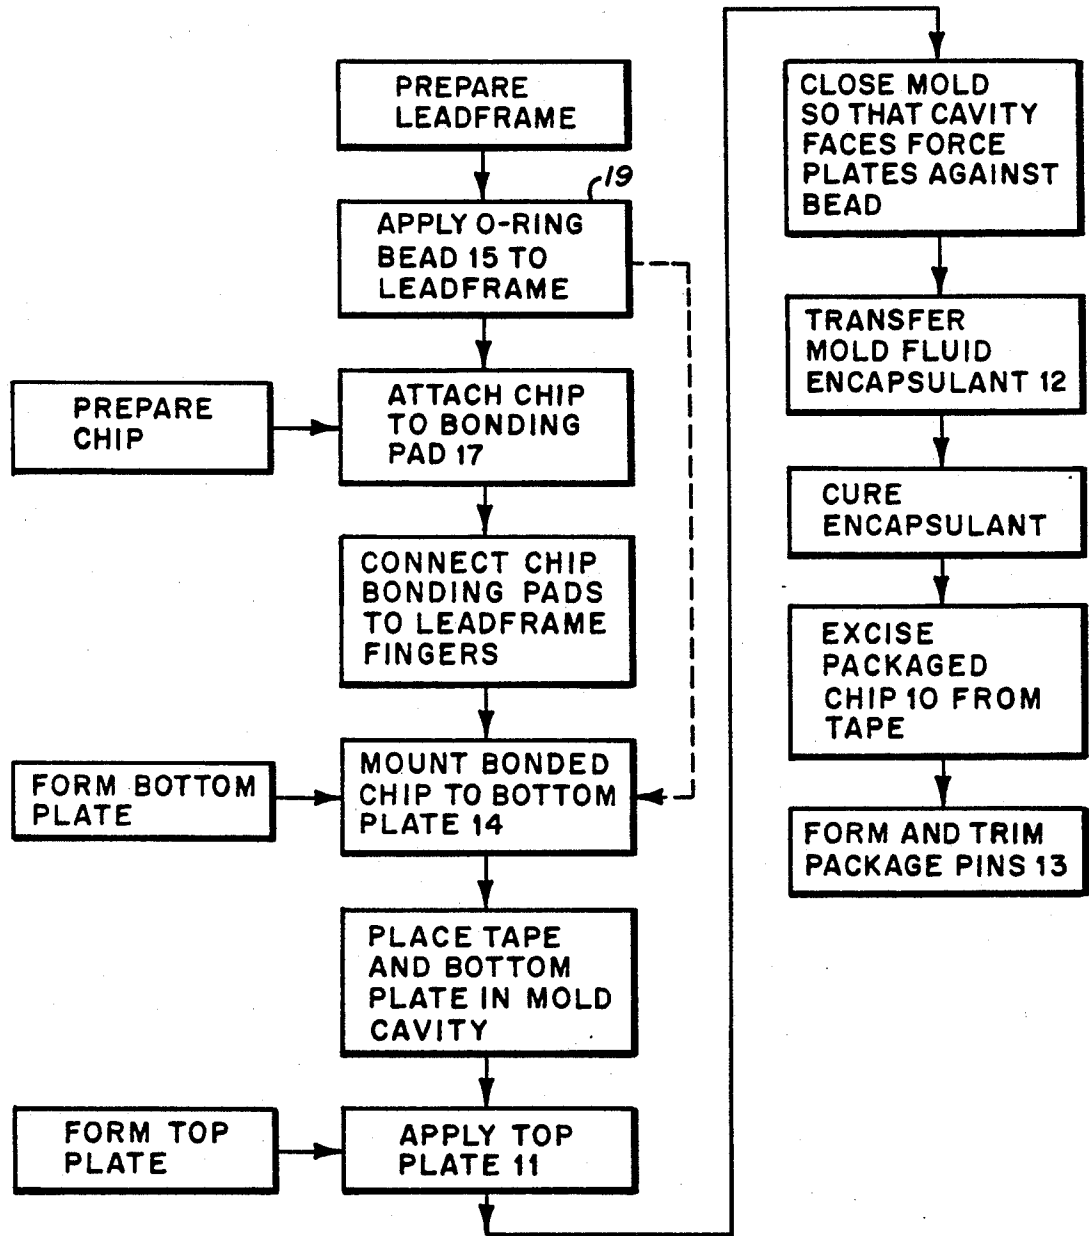 PREPARE
LEADFRAME
19
APPLY O-RING
BEAD 15 TO
LEADFRAME
PREPARE
CHIP
ATTACH CHIP
TO BONDING
PAD 17
CONNECT CHIP
BONDING PADS
TO LEADFRAME
FINGERS
FORM BOTTOM
PLATE
MOUNT BONDED
CHIP TO BOTTOM
PLATE 14
PLACE TAPE
AND BOTTOM
PLATE IN MOLD
CAVITY
FORM TOP
PLATE
APPLY TOP
PLATE 11
CLOSE MOLD
SO THAT CAVITY
FACES FORCE
PLATES AGAINST
BEAD
TRANSFER
MOLD FLUID
ENCAPSULANT 12
CURE
ENCAPSULANT
EXCISE
PACKAGED
CHIP 10 FROM
TAPE
FORM AND TRIM
PACKAGE PINS 13